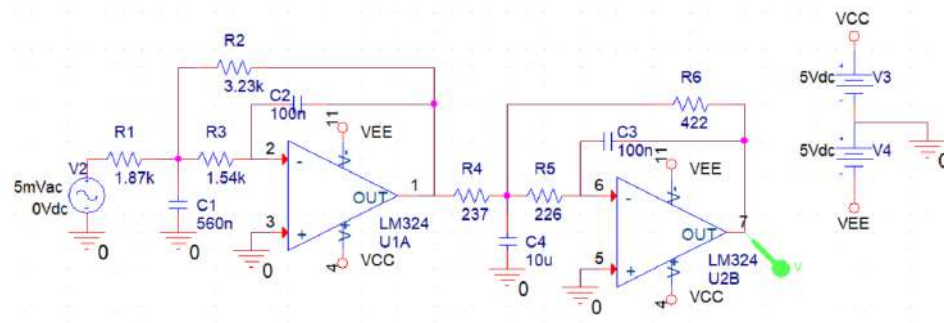 R2
3.23k
C2
100n
R1
1.87k
R3
1.54k
V2
5mVac
0Vdc
0
C1
560n
0
2
-
3
+
0
11
VEE
V-
OUT
1
V+
4
VCC
LM324
U1A
R4
237
R5
226
C4
10u
0
R6
422
C3
100n
6
-
5
+
0
11
VEE
V-
OUT
7
V+
4
VCC
LM324
U2B
V
VCC
5Vdc
V3
5Vdc
V4
0
VEE